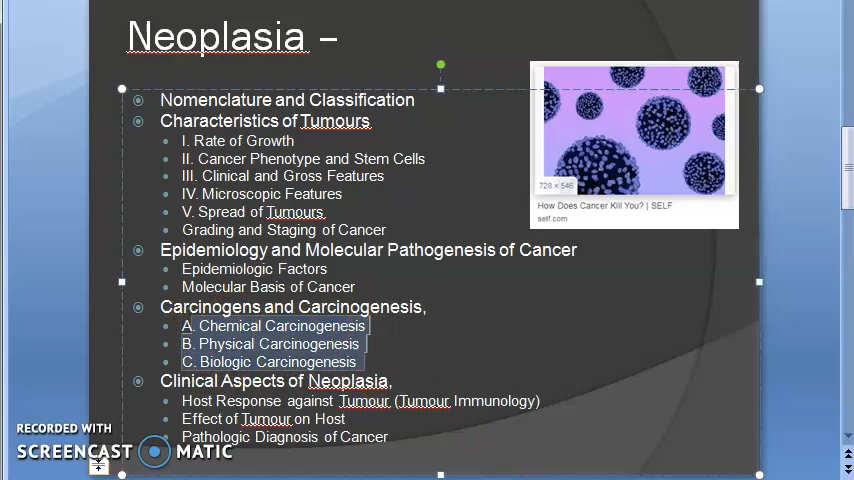 Neoplasia –
Nomenclature and Classification
Characteristics of Tumours
I. Rate of Growth
II. Cancer Phenotype and Stem Cells
III. Clinical and Gross Features
IV. Microscopic Features
V. Spread of Tumours
Grading and Staging of Cancer
Epidemiology and Molecular Pathogenesis of Cancer
Epidemiologic Factors
Molecular Basis of Cancer
Carcinogens and Carcinogenesis,
A. Chemical Carcinogenesis
B. Physical Carcinogenesis
C. Biologic Carcinogenesis
Clinical Aspects of Neoplasia,
Host Response against Tumour (Tumour Immunology)
Effect of Tumour on Host
Pathologic Diagnosis of Cancer
728 × 546
How Does Cancer Kill You? | SELF
self.com
RECORDED WITH
SCREENCAST MATIC